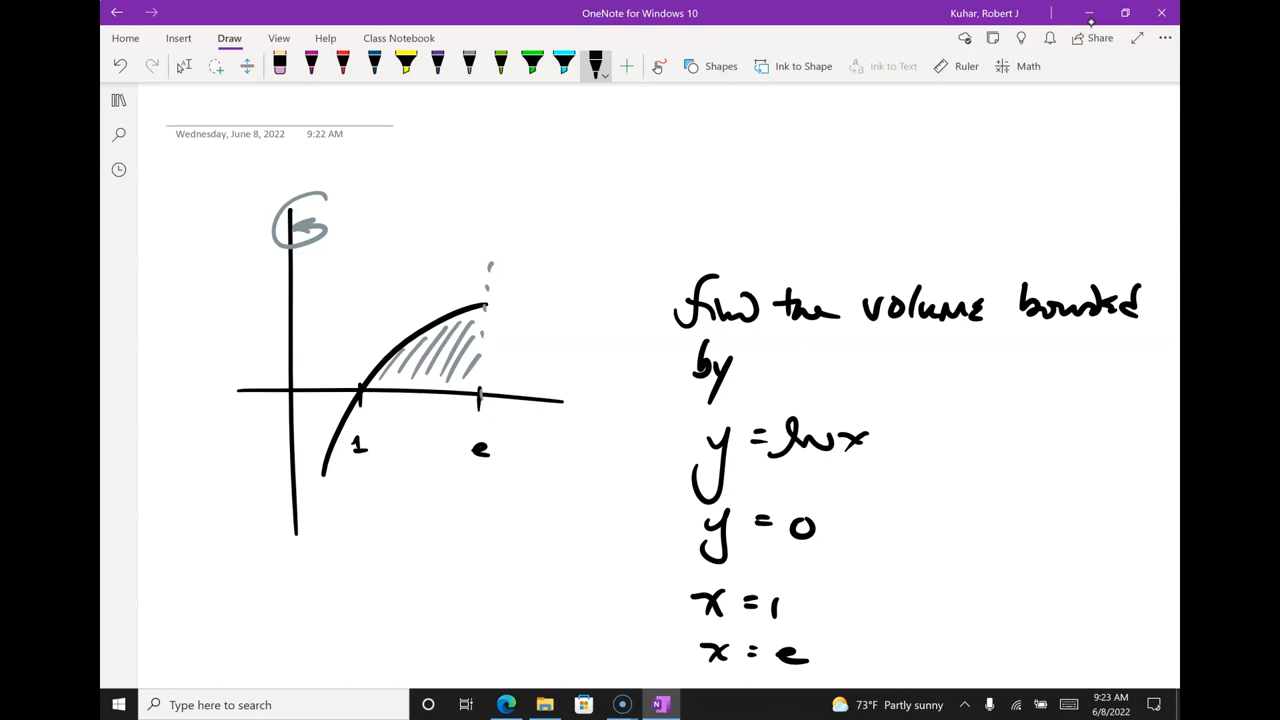 OneNote for Windows 10
Kuhar, Robert J
Home Insert Draw View Help Class Notebook
Share
Shapes Ink to Shape Ink to Text Ruler Math
Wednesday, June 8, 2022 9:22 AM
find the volume bounded
by
y = ln x
y = 0
x = 1
x = e
1 e
Type here to search
73°F Partly sunny
9:23 AM
6/8/2022